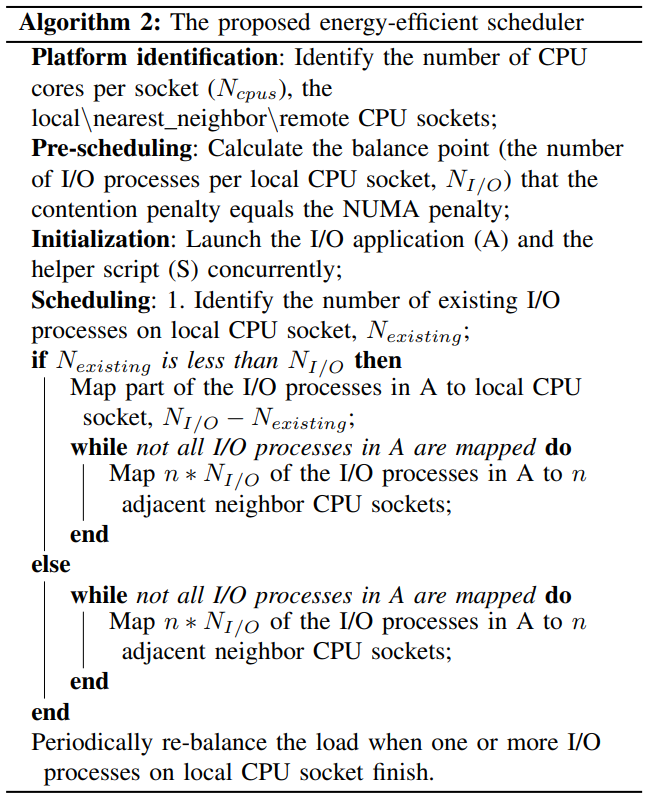 Algorithm 2: The proposed energy-efficient scheduler
Platform identification: Identify the number of CPU
cores per socket (N_{cpus}), the
local\nearest_neighbor\remote CPU sockets;
Pre-scheduling: Calculate the balance point (the number
of I/O processes per local CPU socket, N_{I/O}) that the
contention penalty equals the NUMA penalty;
Initialization: Launch the I/O application (A) and the
helper script (S) concurrently;
Scheduling: 1. Identify the number of existing I/O
processes on local CPU socket, N_{existing};
if N_{existing} is less than N_{I/O} then
Map part of the I/O processes in A to local CPU
socket, N_{I/O} − N_{existing};
while not all I/O processes in A are mapped do
Map n ∗ N_{I/O} of the I/O processes in A to n
adjacent neighbor CPU sockets;
end
else
while not all I/O processes in A are mapped do
Map n ∗ N_{I/O} of the I/O processes in A to n
adjacent neighbor CPU sockets;
end
end
Periodically re-balance the load when one or more I/O
processes on local CPU socket finish.